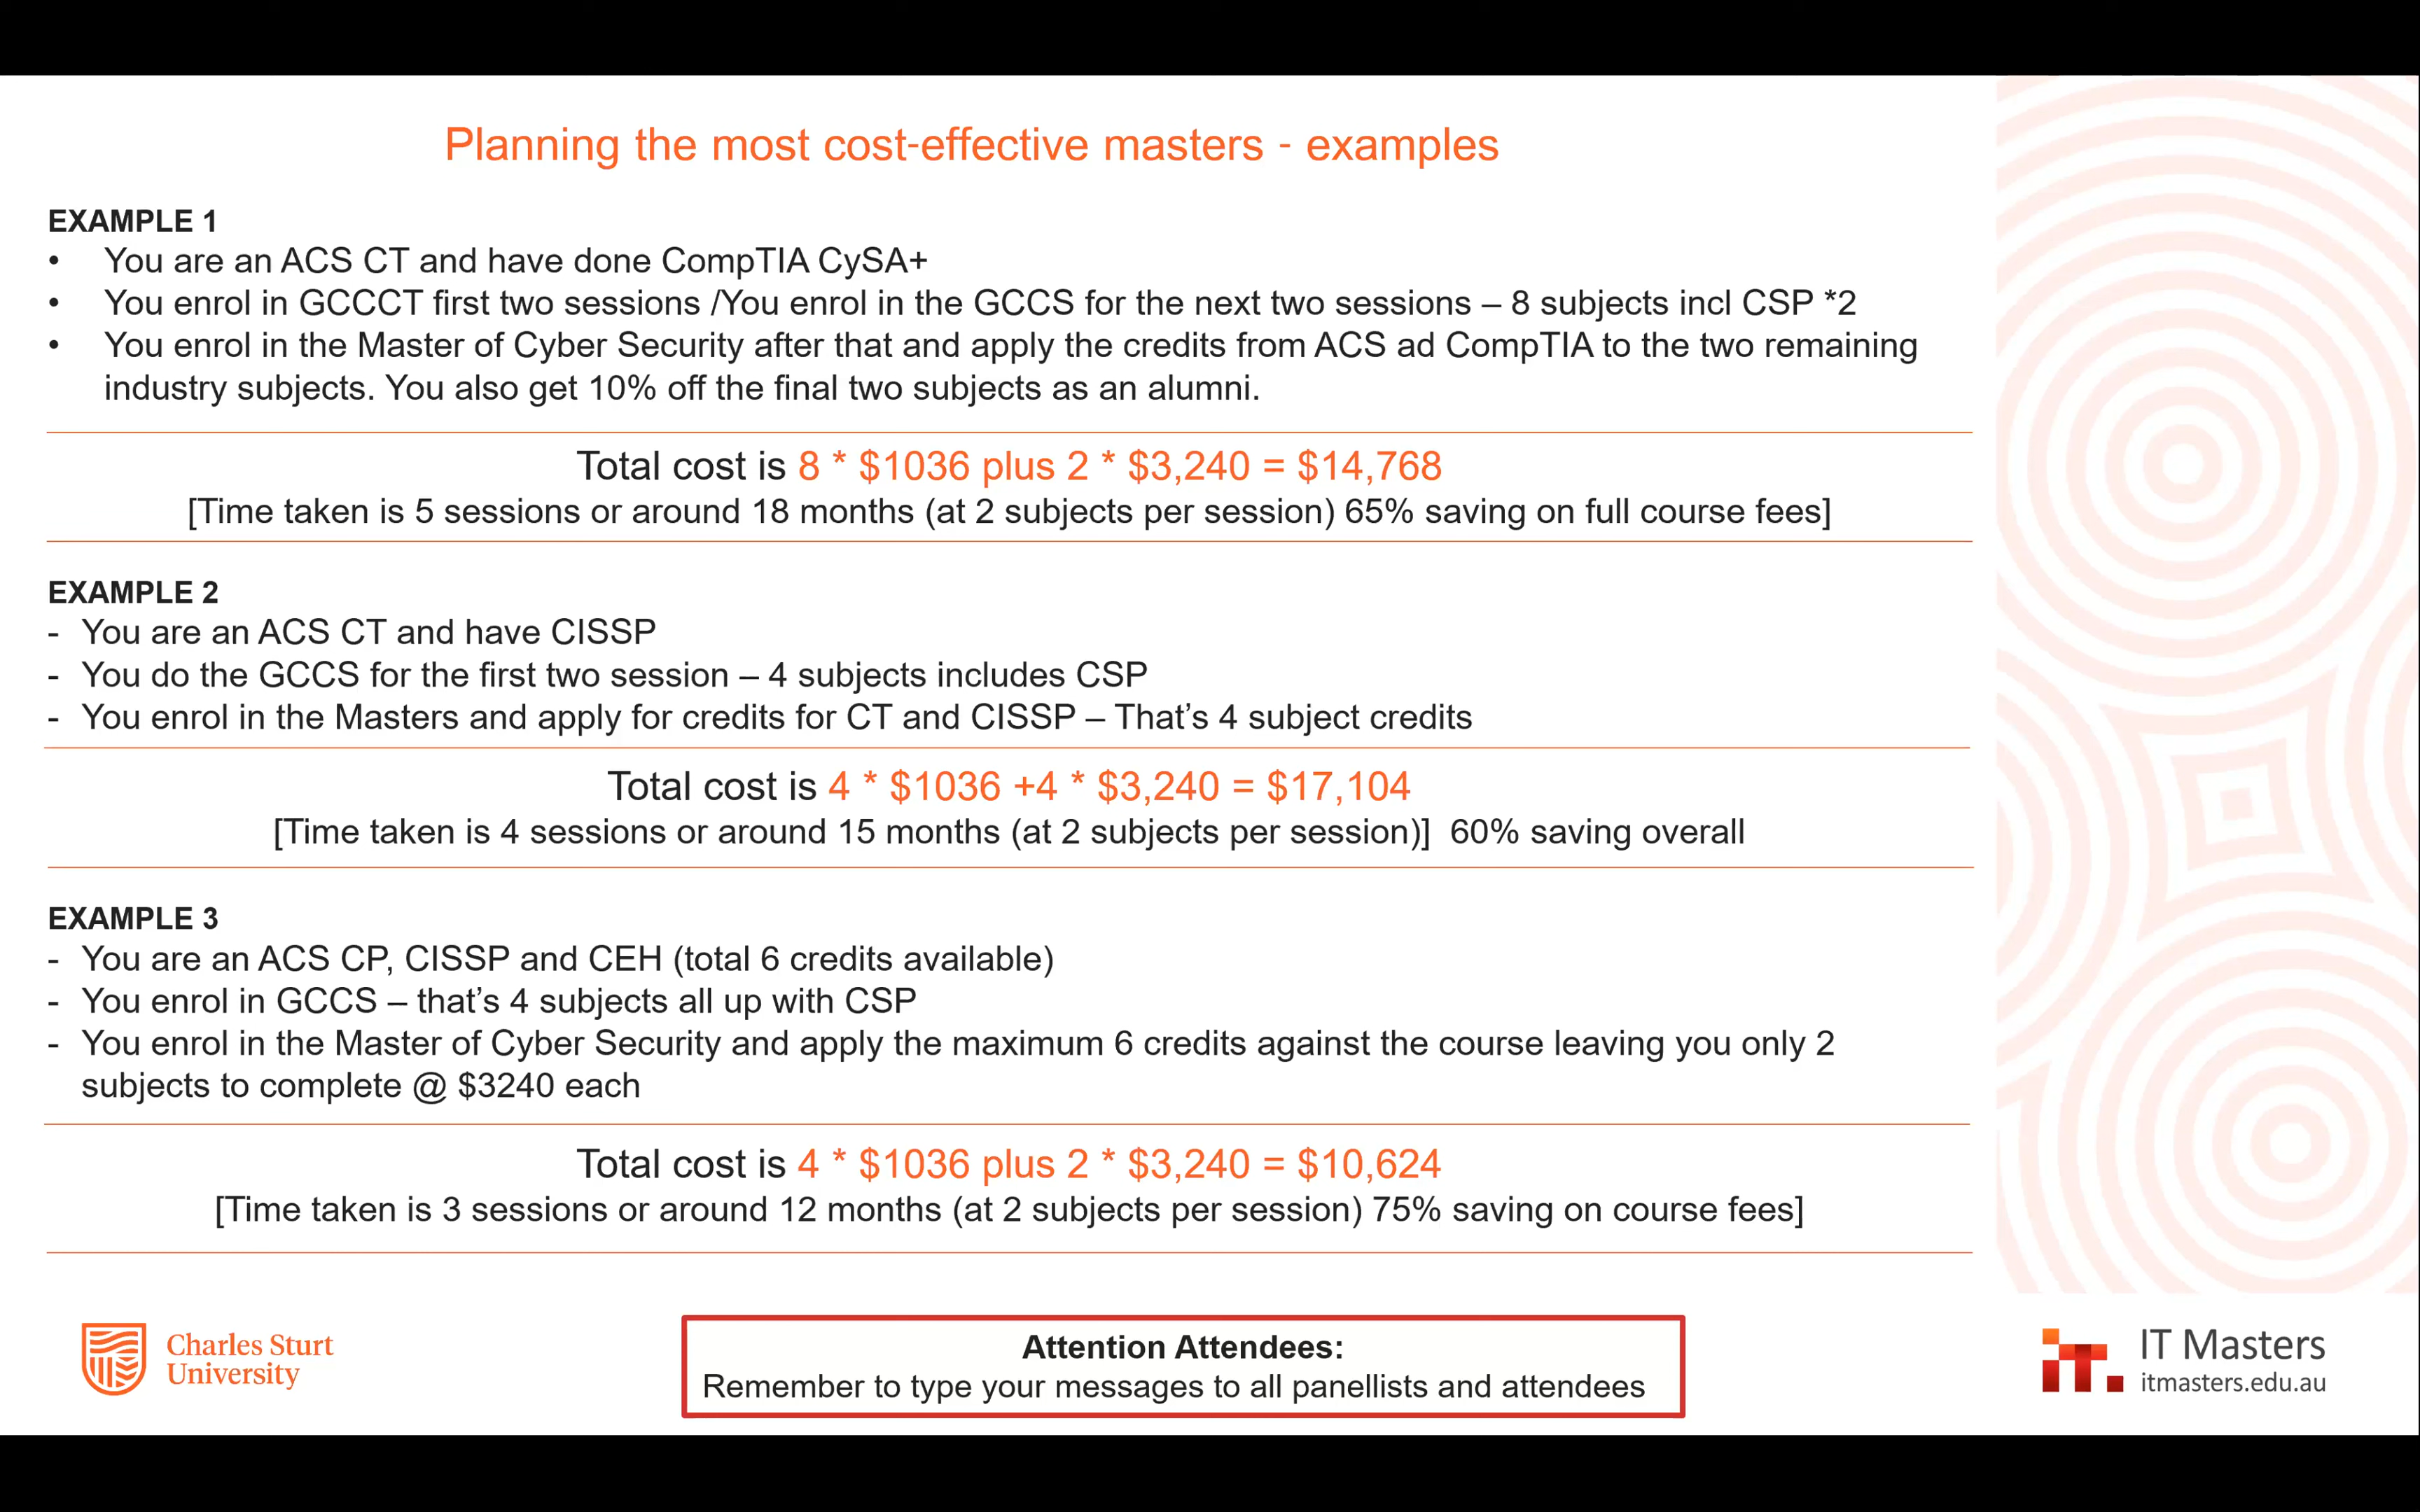 Planning the most cost-effective masters - examples
EXAMPLE 1
• You are an ACS CT and have done CompTIA CySA+
• You enrol in GCCCT first two sessions /You enrol in the GCCS for the next two sessions – 8 subjects incl CSP *2
• You enrol in the Master of Cyber Security after that and apply the credits from ACS ad CompTIA to the two remaining
industry subjects. You also get 10% off the final two subjects as an alumni.
Total cost is 8 * $1036 plus 2 * $3,240 = $14,768
[Time taken is 5 sessions or around 18 months (at 2 subjects per session) 65% saving on full course fees]
EXAMPLE 2
- You are an ACS CT and have CISSP
- You do the GCCS for the first two session – 4 subjects includes CSP
- You enrol in the Masters and apply for credits for CT and CISSP – That's 4 subject credits
Total cost is 4 * $1036 +4 * $3,240 = $17,104
[Time taken is 4 sessions or around 15 months (at 2 subjects per session)] 60% saving overall
EXAMPLE 3
- You are an ACS CP, CISSP and CEH (total 6 credits available)
- You enrol in GCCS – that's 4 subjects all up with CSP
- You enrol in the Master of Cyber Security and apply the maximum 6 credits against the course leaving you only 2
subjects to complete @ $3240 each
Total cost is 4 * $1036 plus 2 * $3,240 = $10,624
[Time taken is 3 sessions or around 12 months (at 2 subjects per session) 75% saving on course fees]
Charles Sturt
University
Attention Attendees:
Remember to type your messages to all panellists and attendees
it.
IT Masters
itmasters.edu.au